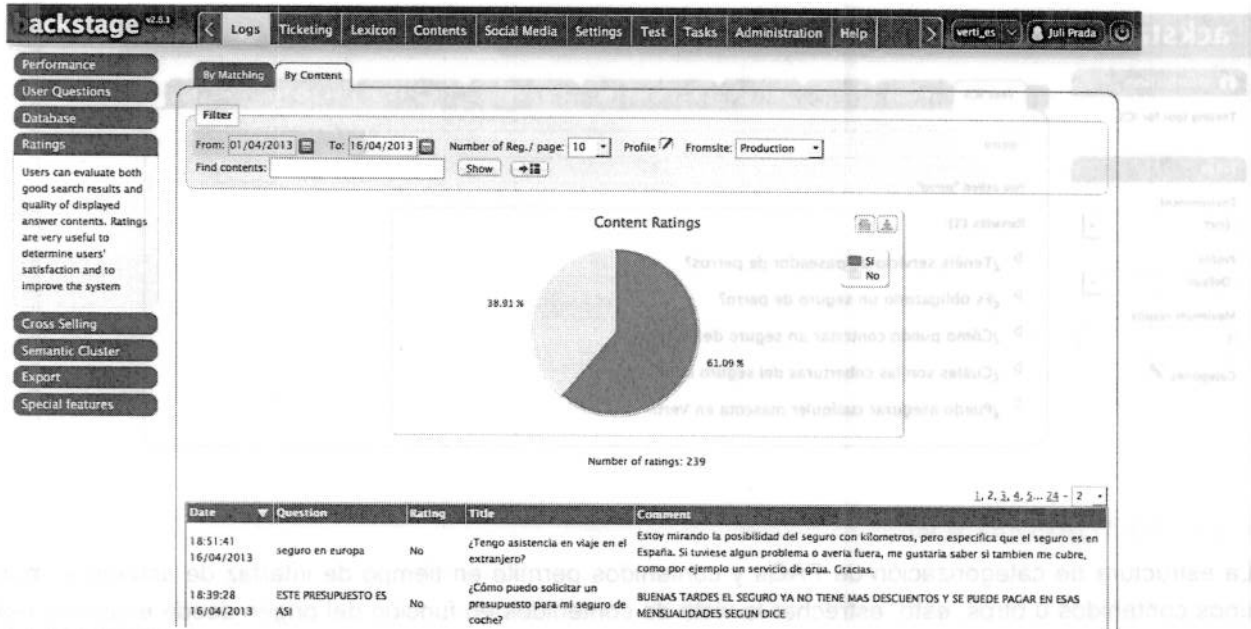 backstage v2.6.1
Logs Ticketing Lexicon Contents Social Media Settings Test Tasks Administration Help verti_es Juli Prada
Performance
User Questions
Database
Ratings
Users can evaluate both
good search results and
quality of displayed
answer contents. Ratings
are very useful to
determine users'
satisfaction and to
improve the system
Cross Selling
Semantic Cluster
Export
Special features
By Matching By Content
Filter
From: 01/04/2013 To: 16/04/2013 Number of Reg./ page: 10 Profile Fromsite: Production
Find contents: Show
Content Ratings
Si
No
38.91 %
61.09 %
Number of ratings: 239
1, 2, 3, 4, 5... 24 - 2
Date Question Rating Title Comment
18:51:41
16/04/2013
seguro en europa
No
¿Tengo asistencia en viaje en el
extranjero?
Estoy mirando la posibilidad del seguro con kilometros, pero especifica que el seguro es en
España. Si tuviese algun problema o averia fuera, me gustaria saber si tambien me cubre,
como por ejemplo un servicio de grua. Gracias.
18:39:28
16/04/2013
ESTE PRESUPUESTO ES
ASI
No
¿Cómo puedo solicitar un
presupuesto para mi seguro de
coche?
BUENAS TARDES EL SEGURO YA NO TIENE MAS DESCUENTOS Y SE PUEDE PAGAR EN ESAS
MENSUALIDADES SEGUN DICE